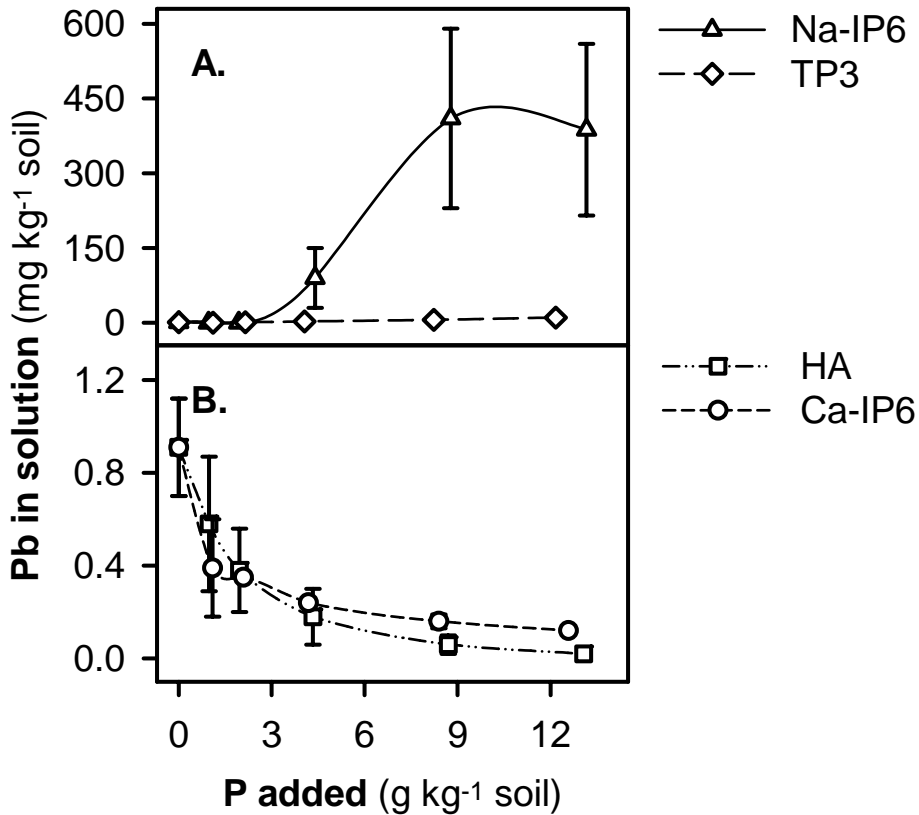 Pb in solution (mg kg-1 soil)
600
450
300
150
0
A.
Na-IP6
TP3
1.2
0.8
0.4
0.0
B.
HA
Ca-IP6
0 3 6 9 12
P added (g kg-1 soil)